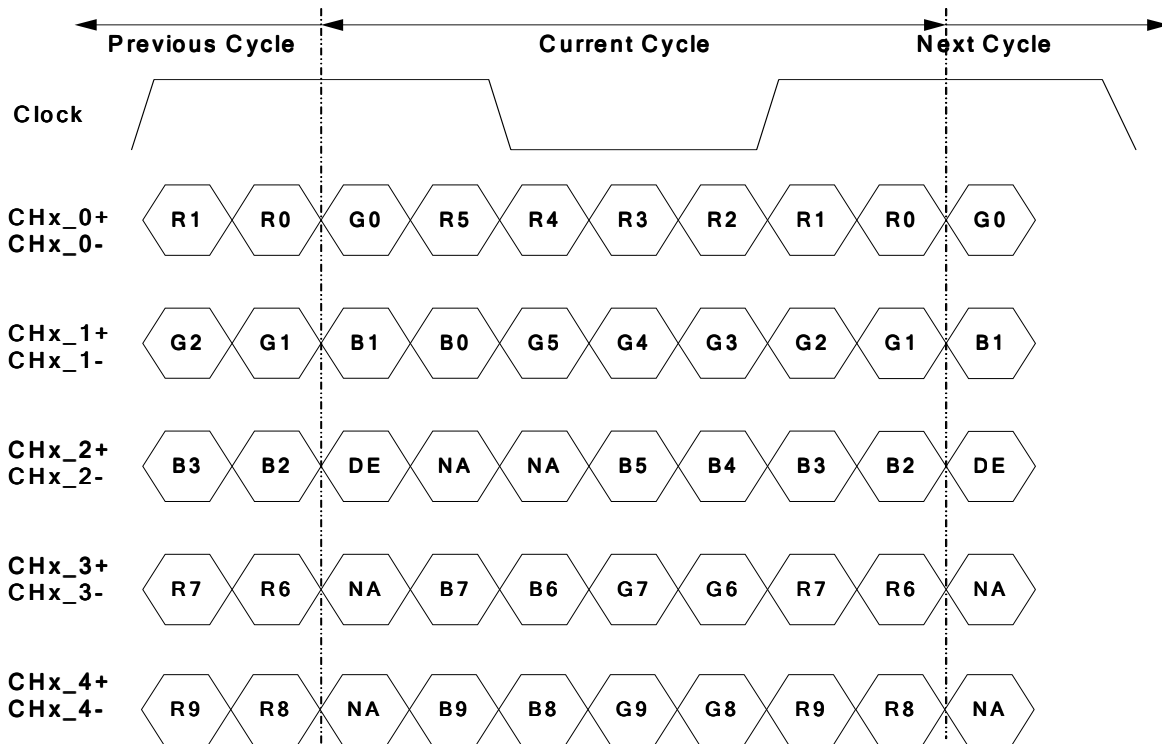 Previous Cycle Current Cycle Next Cycle
Clock
CHx_0+
CHx_0-
R1 R0 G0 R5 R4 R3 R2 R1 R0 G0
CHx_1+
CHx_1-
G2 G1 B1 B0 G5 G4 G3 G2 G1 B1
CHx_2+
CHx_2-
B3 B2 DE NA NA B5 B4 B3 B2 DE
CHx_3+
CHx_3-
R7 R6 NA B7 B6 G7 G6 R7 R6 NA
CHx_4+
CHx_4-
R9 R8 NA B9 B8 G9 G8 R9 R8 NA